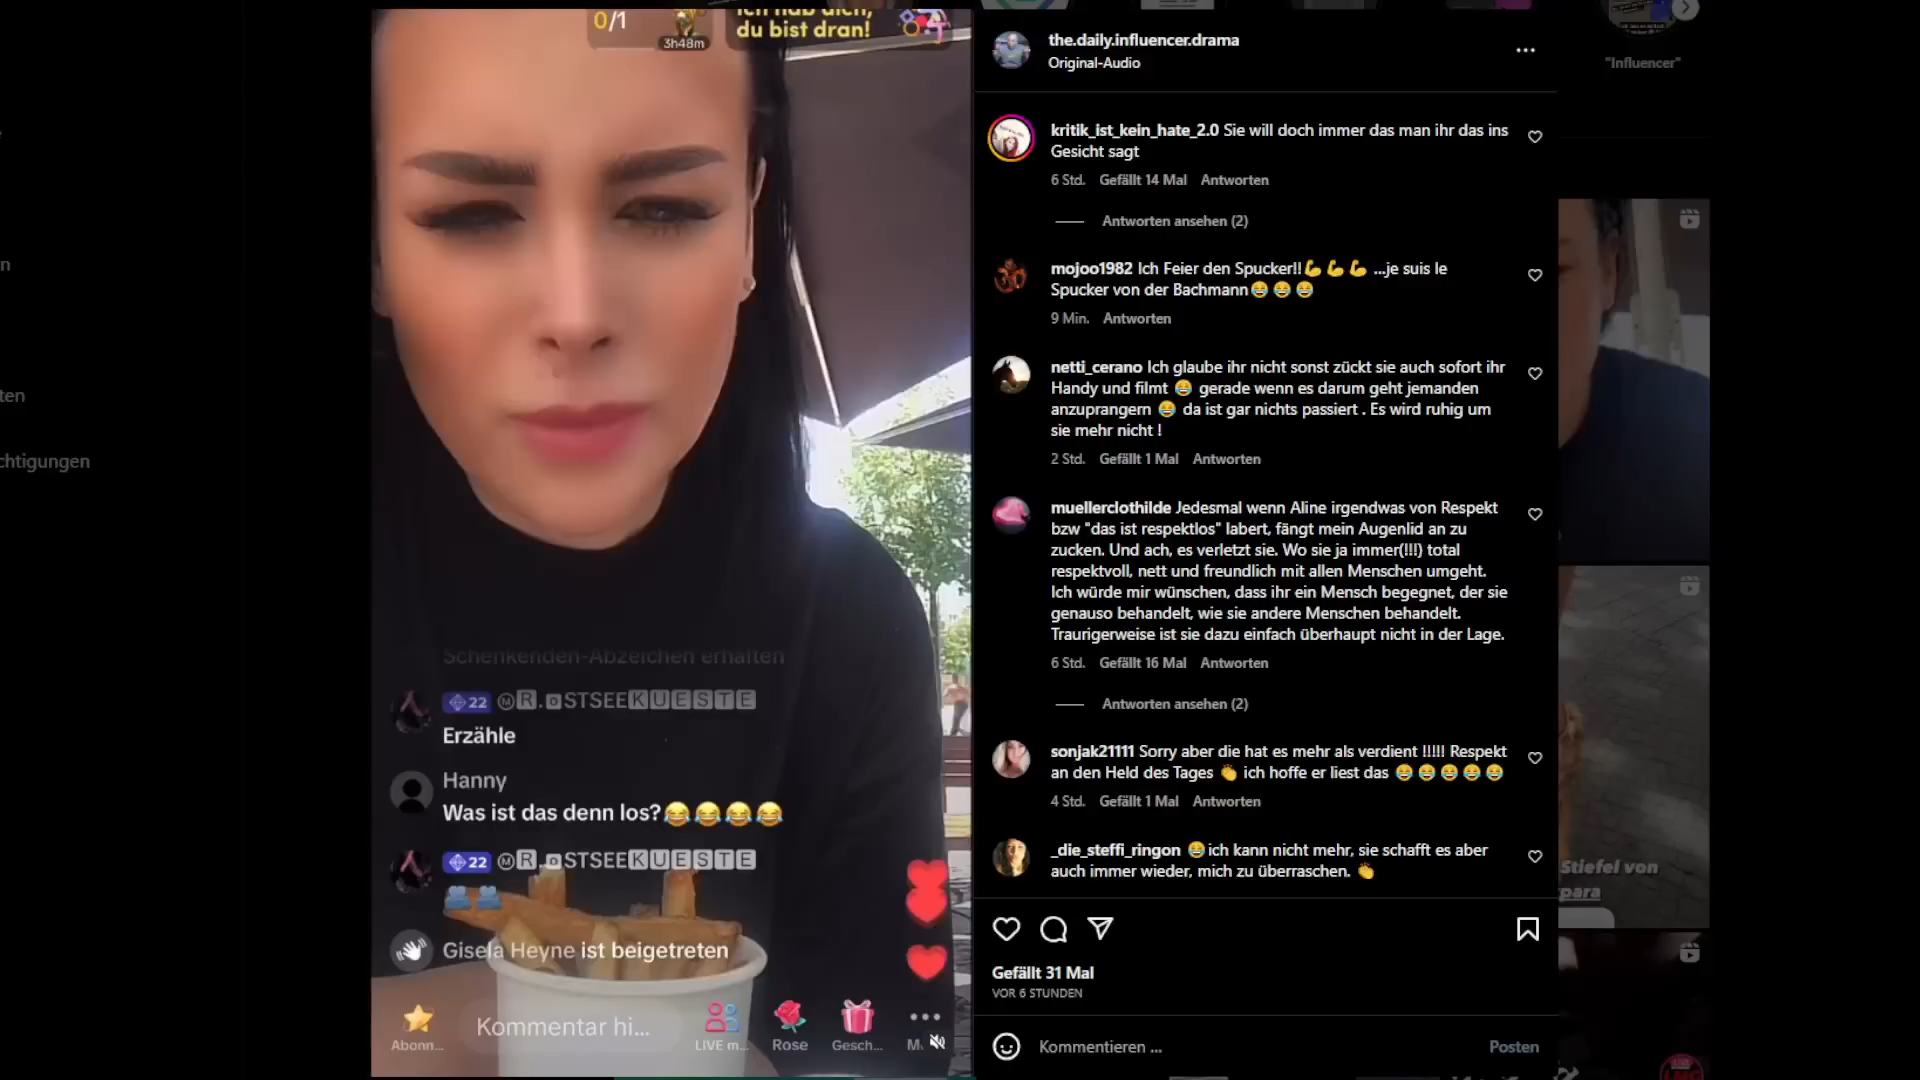 0/1
3h48m
Ich hab dich,
du bist dran!
Schenkenden-Abzeichen erhalten
22 Ⓜ🆁.🅾STSEE🅺🆄🅴🆂🆃🅴
Erzähle
Hanny
Was ist das denn los?😂😂😂😂
22 Ⓜ🆁.🅾STSEE🅺🆄🅴🆂🆃🅴
👥👥
Gisela Heyne ist beigetreten
Abonn...
Kommentar hi...
LIVE m...
Rose
Gesch...
the.daily.influencer.drama
Original-Audio
kritik_ist_kein_hate_2.0 Sie will doch immer das man ihr das ins
Gesicht sagt
6 Std. Gefällt 14 Mal Antworten
Antworten ansehen (2)
mojoo1982 Ich Feier den Spucker!!💪💪💪 ...je suis le
Spucker von der Bachmann😂😂😂
9 Min. Antworten
netti_cerano Ich glaube ihr nicht sonst zückt sie auch sofort ihr
Handy und filmt 😂 gerade wenn es darum geht jemanden
anzuprangern 😂 da ist gar nichts passiert . Es wird ruhig um
sie mehr nicht !
2 Std. Gefällt 1 Mal Antworten
muellerclothilde Jedesmal wenn Aline irgendwas von Respekt
bzw "das ist respektlos" labert, fängt mein Augenlid an zu
zucken. Und ach, es verletzt sie. Wo sie ja immer(!!!) total
respektvoll, nett und freundlich mit allen Menschen umgeht.
Ich würde mir wünschen, dass ihr ein Mensch begegnet, der sie
genauso behandelt, wie sie andere Menschen behandelt.
Traurigerweise ist sie dazu einfach überhaupt nicht in der Lage.
6 Std. Gefällt 16 Mal Antworten
Antworten ansehen (2)
sonjak21111 Sorry aber die hat es mehr als verdient !!!!! Respekt
an den Held des Tages 👏 ich hoffe er liest das 😂😂😂😂😂
4 Std. Gefällt 1 Mal Antworten
_die_steffi_ringon 😂ich kann nicht mehr, sie schafft es aber
auch immer wieder, mich zu überraschen. 👏
Gefällt 31 Mal
VOR 6 STUNDEN
Kommentieren ...
Posten
"Influencer"
Stiefel von
para
n
ten
chtigungen